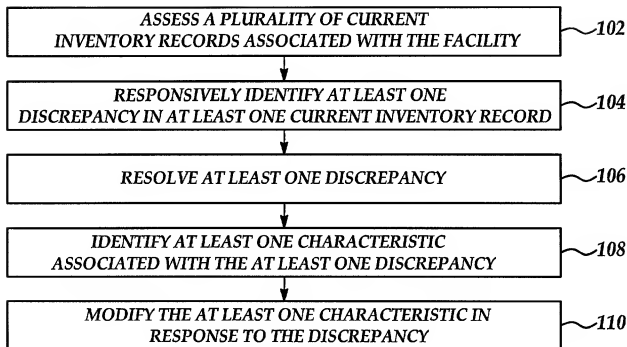 ASSESS A PLURALITY OF CURRENT
INVENTORY RECORDS ASSOCIATED WITH THE FACILITY
102
RESPONSIVELY IDENTIFY AT LEAST ONE
DISCREPANCY IN AT LEAST ONE CURRENT INVENTORY RECORD
104
RESOLVE AT LEAST ONE DISCREPANCY
106
IDENTIFY AT LEAST ONE CHARACTERISTIC
ASSOCIATED WITH THE AT LEAST ONE DISCREPANCY
108
MODIFY THE AT LEAST ONE CHARACTERISTIC IN
RESPONSE TO THE DISCREPANCY
110